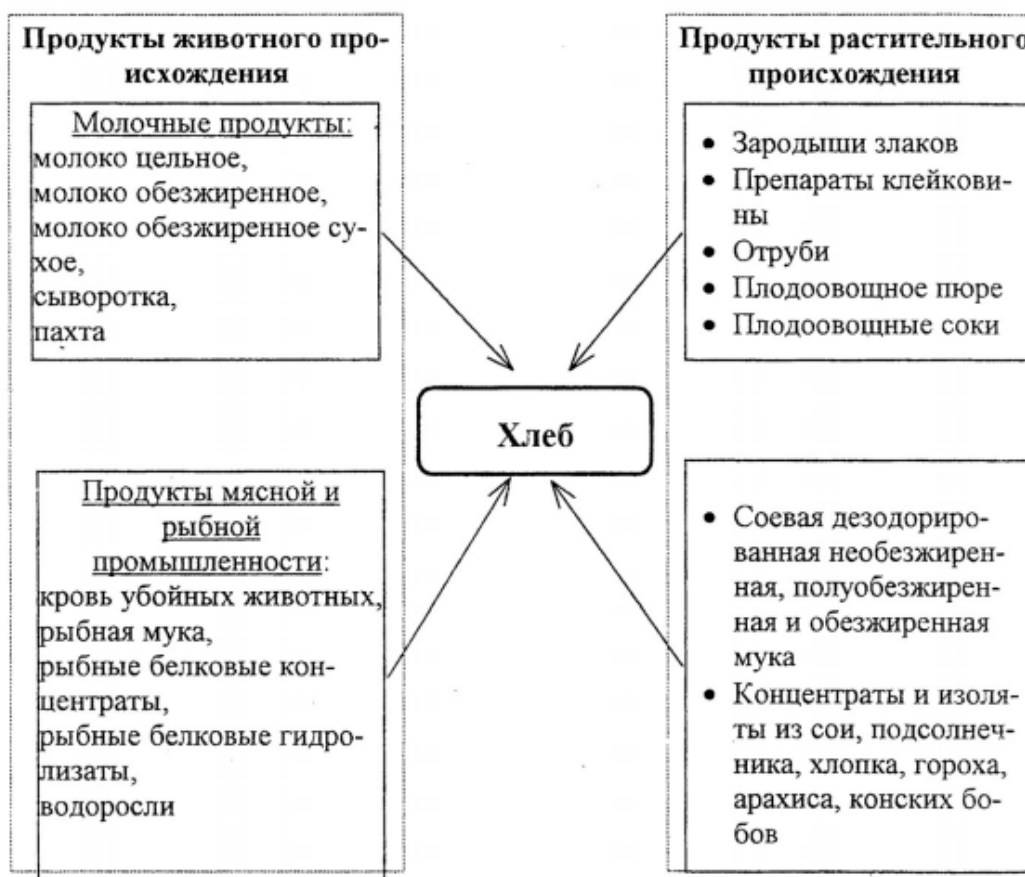 Продукты животного про-
исхождения
Молочные продукты:
молоко цельное,
молоко обезжиренное,
молоко обезжиренное су-
хое,
сыворотка,
пахта
Продукты мясной и
рыбной
промышленности:
кровь убойных животных,
рыбная мука,
рыбные белковые кон-
центраты,
рыбные белковые гидро-
лизаты,
водоросли
Хлеб
Продукты растительного
происхождения
• Зародыши злаков
• Препараты клейкови-
ны
• Отруби
• Плодоовощное пюре
• Плодоовощные соки
• Соевая дезодориро-
ванная необезжирен-
ная, полуобезжирен-
ная и обезжиренная
мука
• Концентраты и изоля-
ты из сои, подсолнеч-
ника, хлопка, гороха,
арахиса, конских бо-
бов